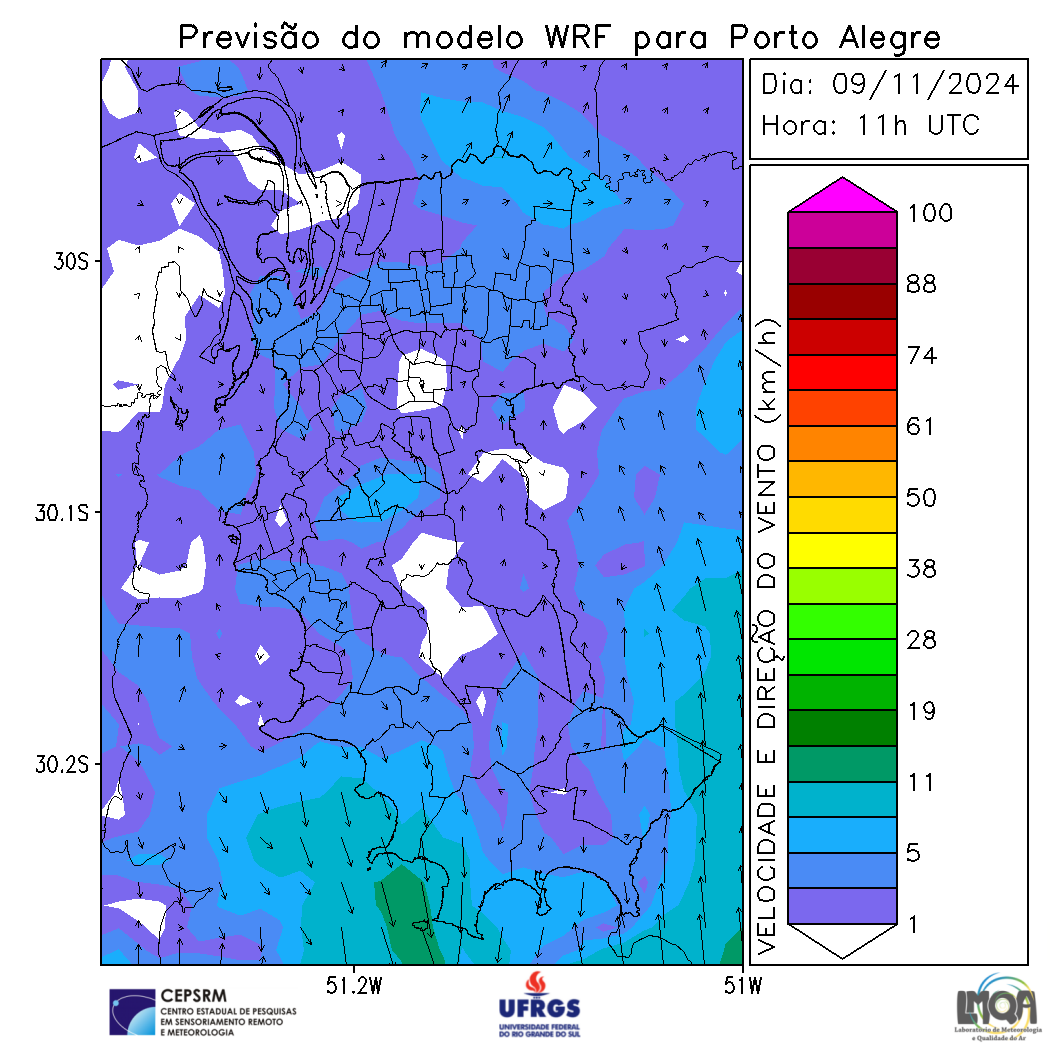 Previsão do modelo WRF para Porto Alegre
Dia: 09/11/2024
Hora: 11h UTC
30S
30.1S
30.2S
51.2W
51W
VELOCIDADE E DIREÇÃO DO VENTO (km/h)
100
88
74
61
50
38
28
19
11
5
1
CEPSRM
CENTRO ESTADUAL DE PESQUISAS
EM SENSORIAMENTO REMOTO
E METEOROLOGIA
UFRGS
UNIVERSIDADE FEDERAL
DO RIO GRANDE DO SUL
LMQA
Laboratório de Meteorologia
e Qualidade do Ar